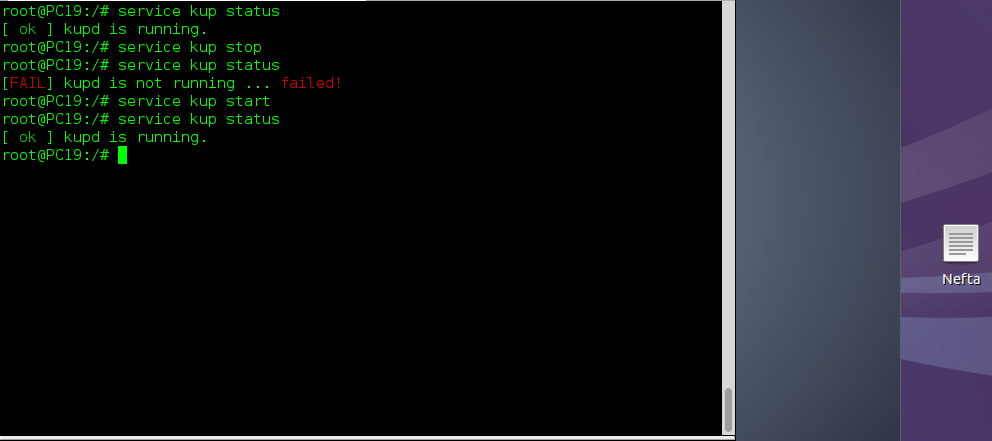 root@PC19:/# service kup status
[ ok ] kupd is running.
root@PC19:/# service kup stop
root@PC19:/# service kup status
[FAIL] kupd is not running ... failed!
root@PC19:/# service kup start
root@PC19:/# service kup status
[ ok ] kupd is running.
root@PC19:/#
Nefta